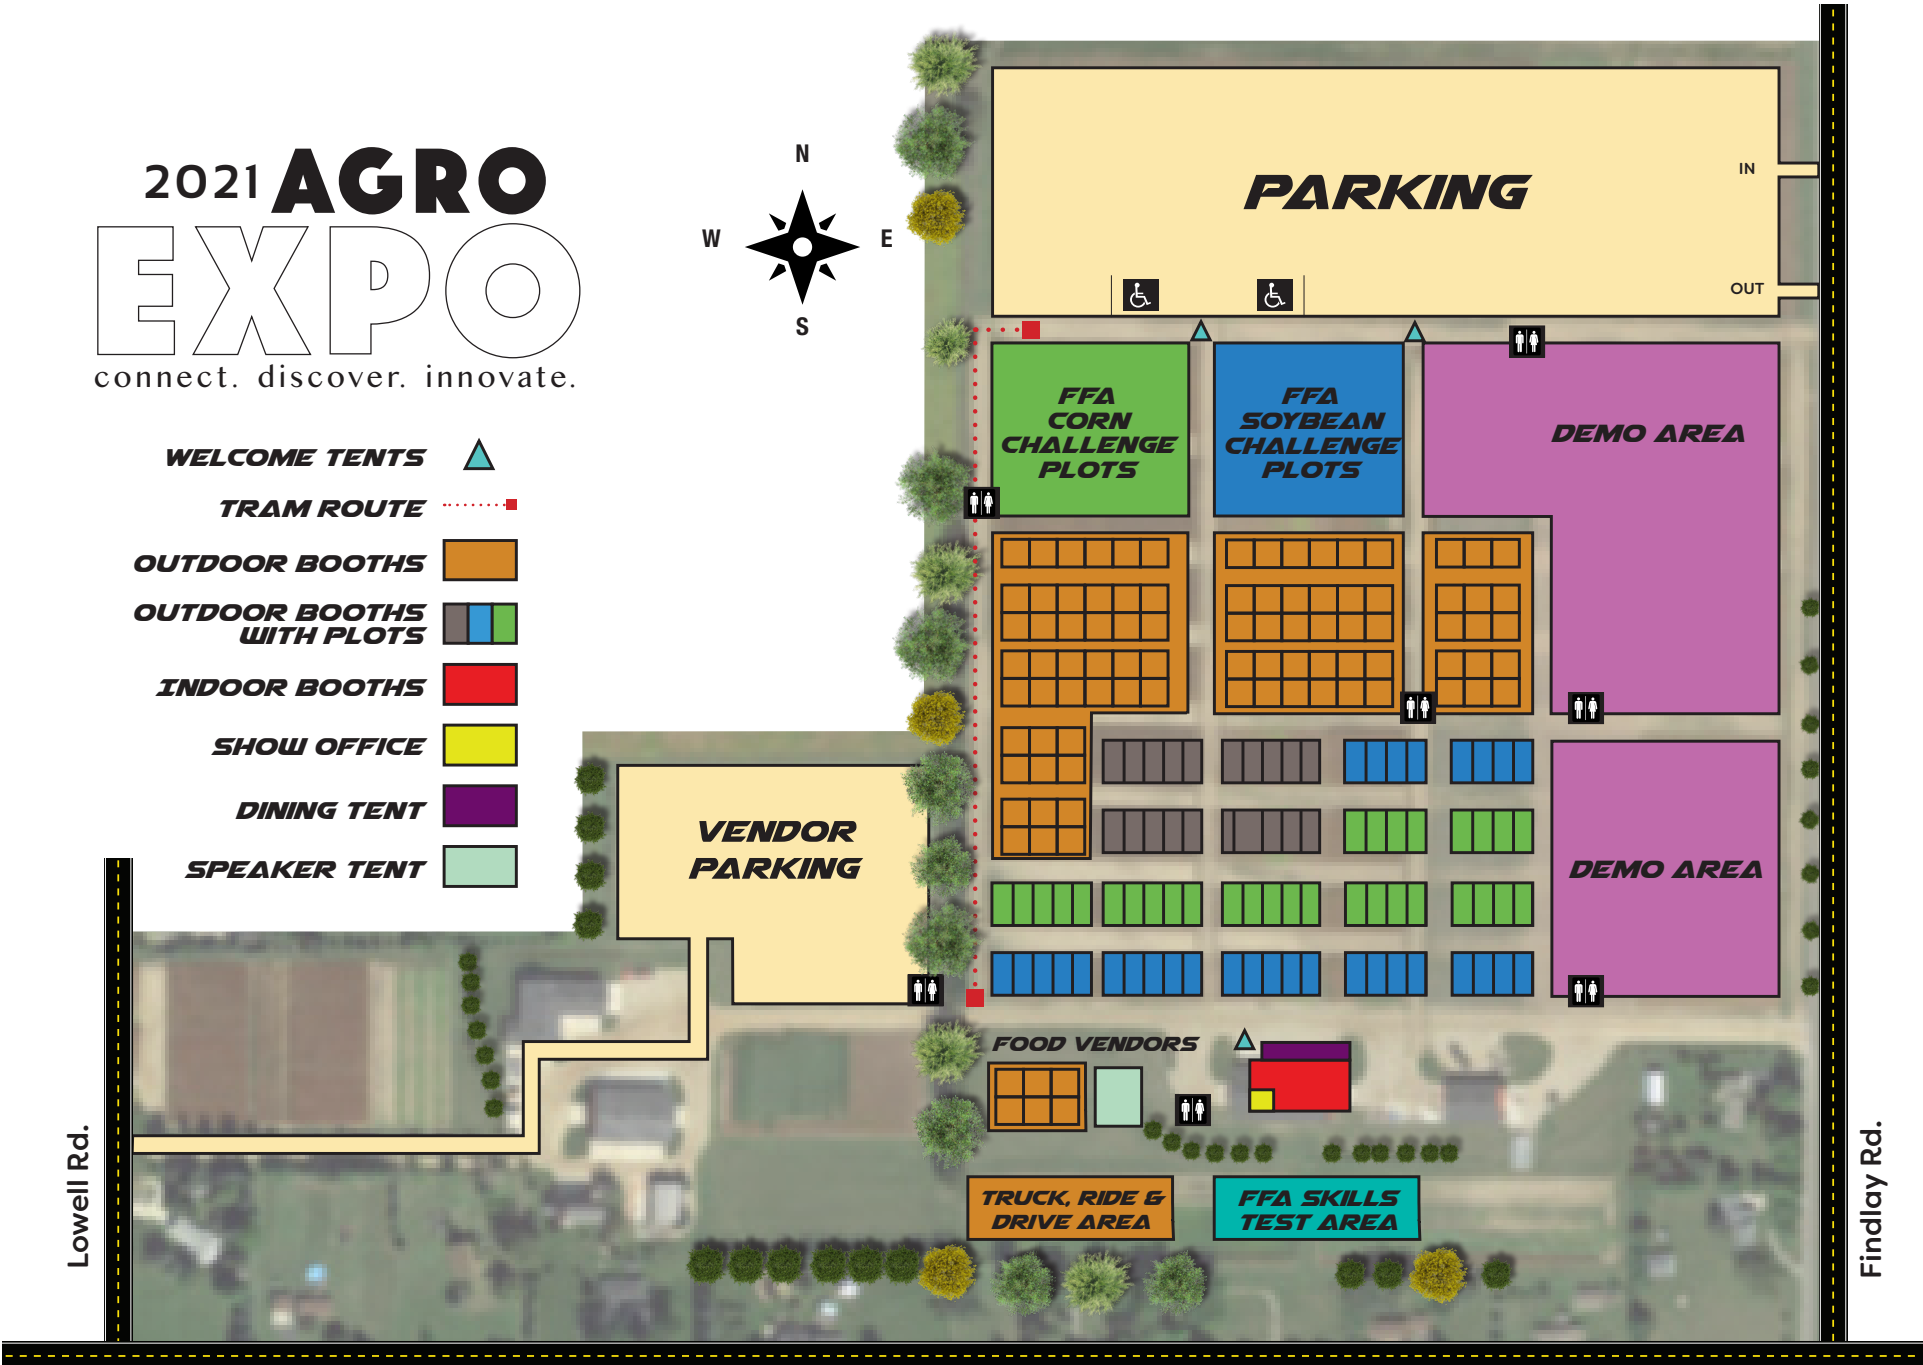 2021 AGRO
EXPO
connect. discover. innovate.
N
W
E
S
WELCOME TENTS
TRAM ROUTE
OUTDOOR BOOTHS
OUTDOOR BOOTHS
WITH PLOTS
INDOOR BOOTHS
SHOW OFFICE
DINING TENT
SPEAKER TENT
PARKING
IN
OUT
FFA
CORN
CHALLENGE
PLOTS
FFA
SOYBEAN
CHALLENGE
PLOTS
DEMO AREA
VENDOR
PARKING
DEMO AREA
FOOD VENDORS
TRUCK, RIDE &
DRIVE AREA
FFA SKILLS
TEST AREA
Lowell Rd.
Findlay Rd.